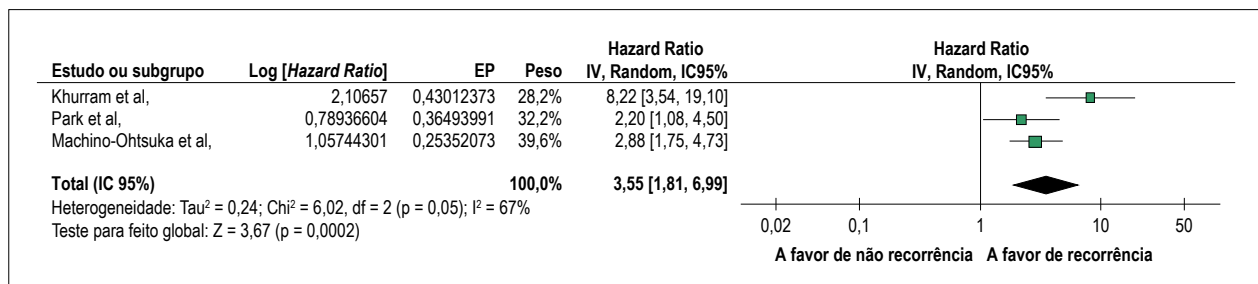 Hazard Ratio Hazard Ratio
Estudo ou subgrupo Log [Hazard Ratio] EP Peso IV, Random, IC95% IV, Random, IC95%
Khurram et al, 2,10657 0,43012373 28,2% 8,22 [3,54, 19,10]
Park et al, 0,78936604 0,36493991 32,2% 2,20 [1,08, 4,50]
Machino-Ohtsuka et al, 1,05744301 0,25352073 39,6% 2,88 [1,75, 4,73]
Total (IC 95%) 100,0% 3,55 [1,81, 6,99]
Heterogeneidade: Tau² = 0,24; Chi² = 6,02, df = 2 (p = 0,05); I² = 67%
Teste para feito global: Z = 3,67 (p = 0,0002)
0,02 0,1 1 10 50
A favor de não recorrência A favor de recorrência